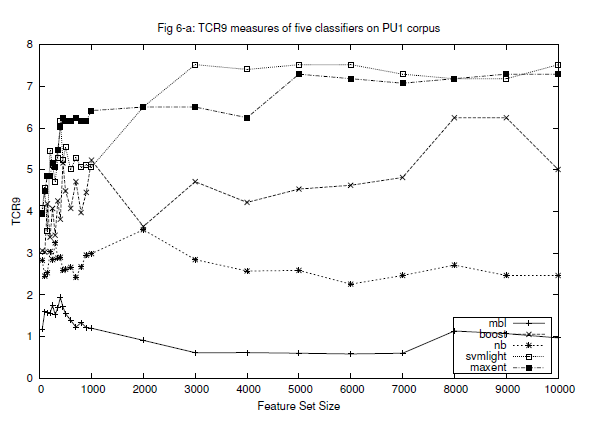 Fig 6-a: TCR9 measures of five classifiers on PU1 corpus
8
7
6
5
4
3
2
1
0
TCR9
mbl
boost
nb
svmlight
maxent
0 1000 2000 3000 4000 5000 6000 7000 8000 9000 10000
Feature Set Size